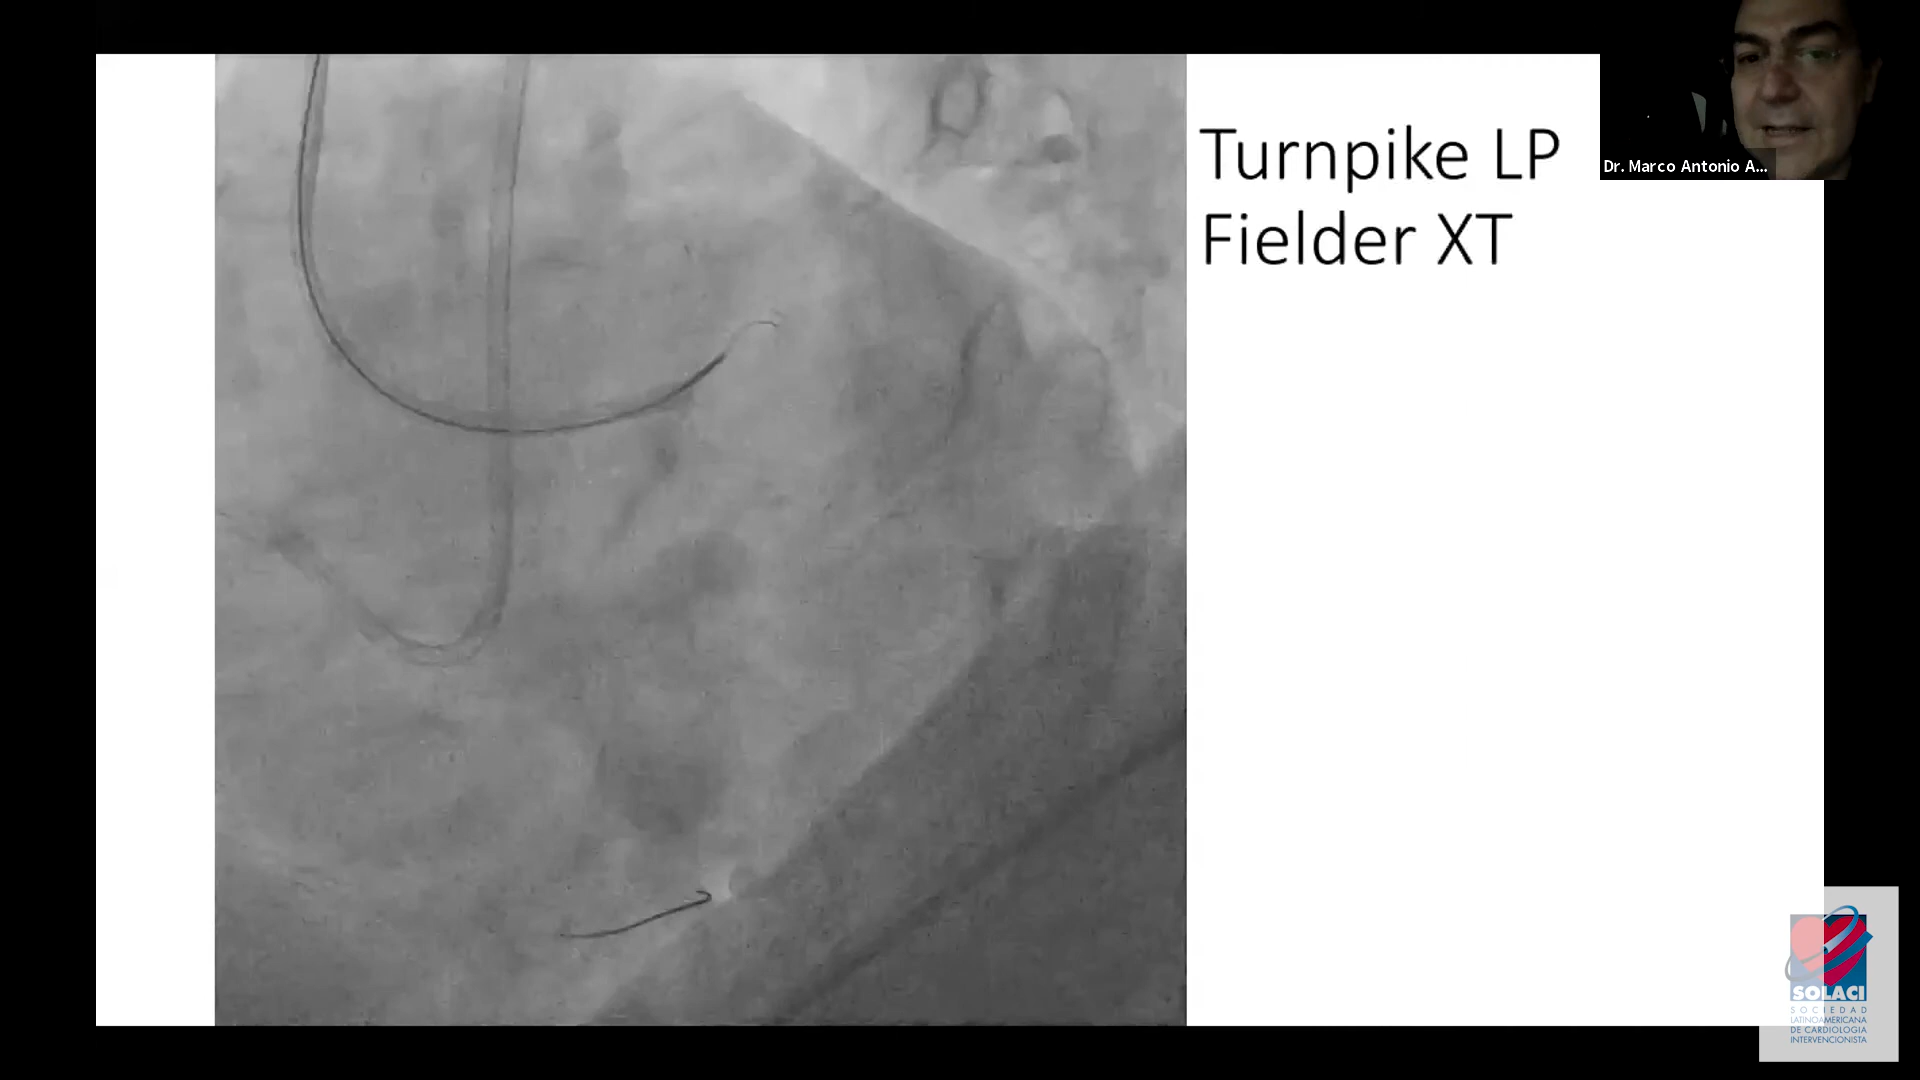 Turnpike LP
Fielder XT
Dr. Marco Antonio A...
SOLACI
SOCIEDAD
LATINOAMERICANA
DE CARDIOLOGIA
INTERVENCIONISTA